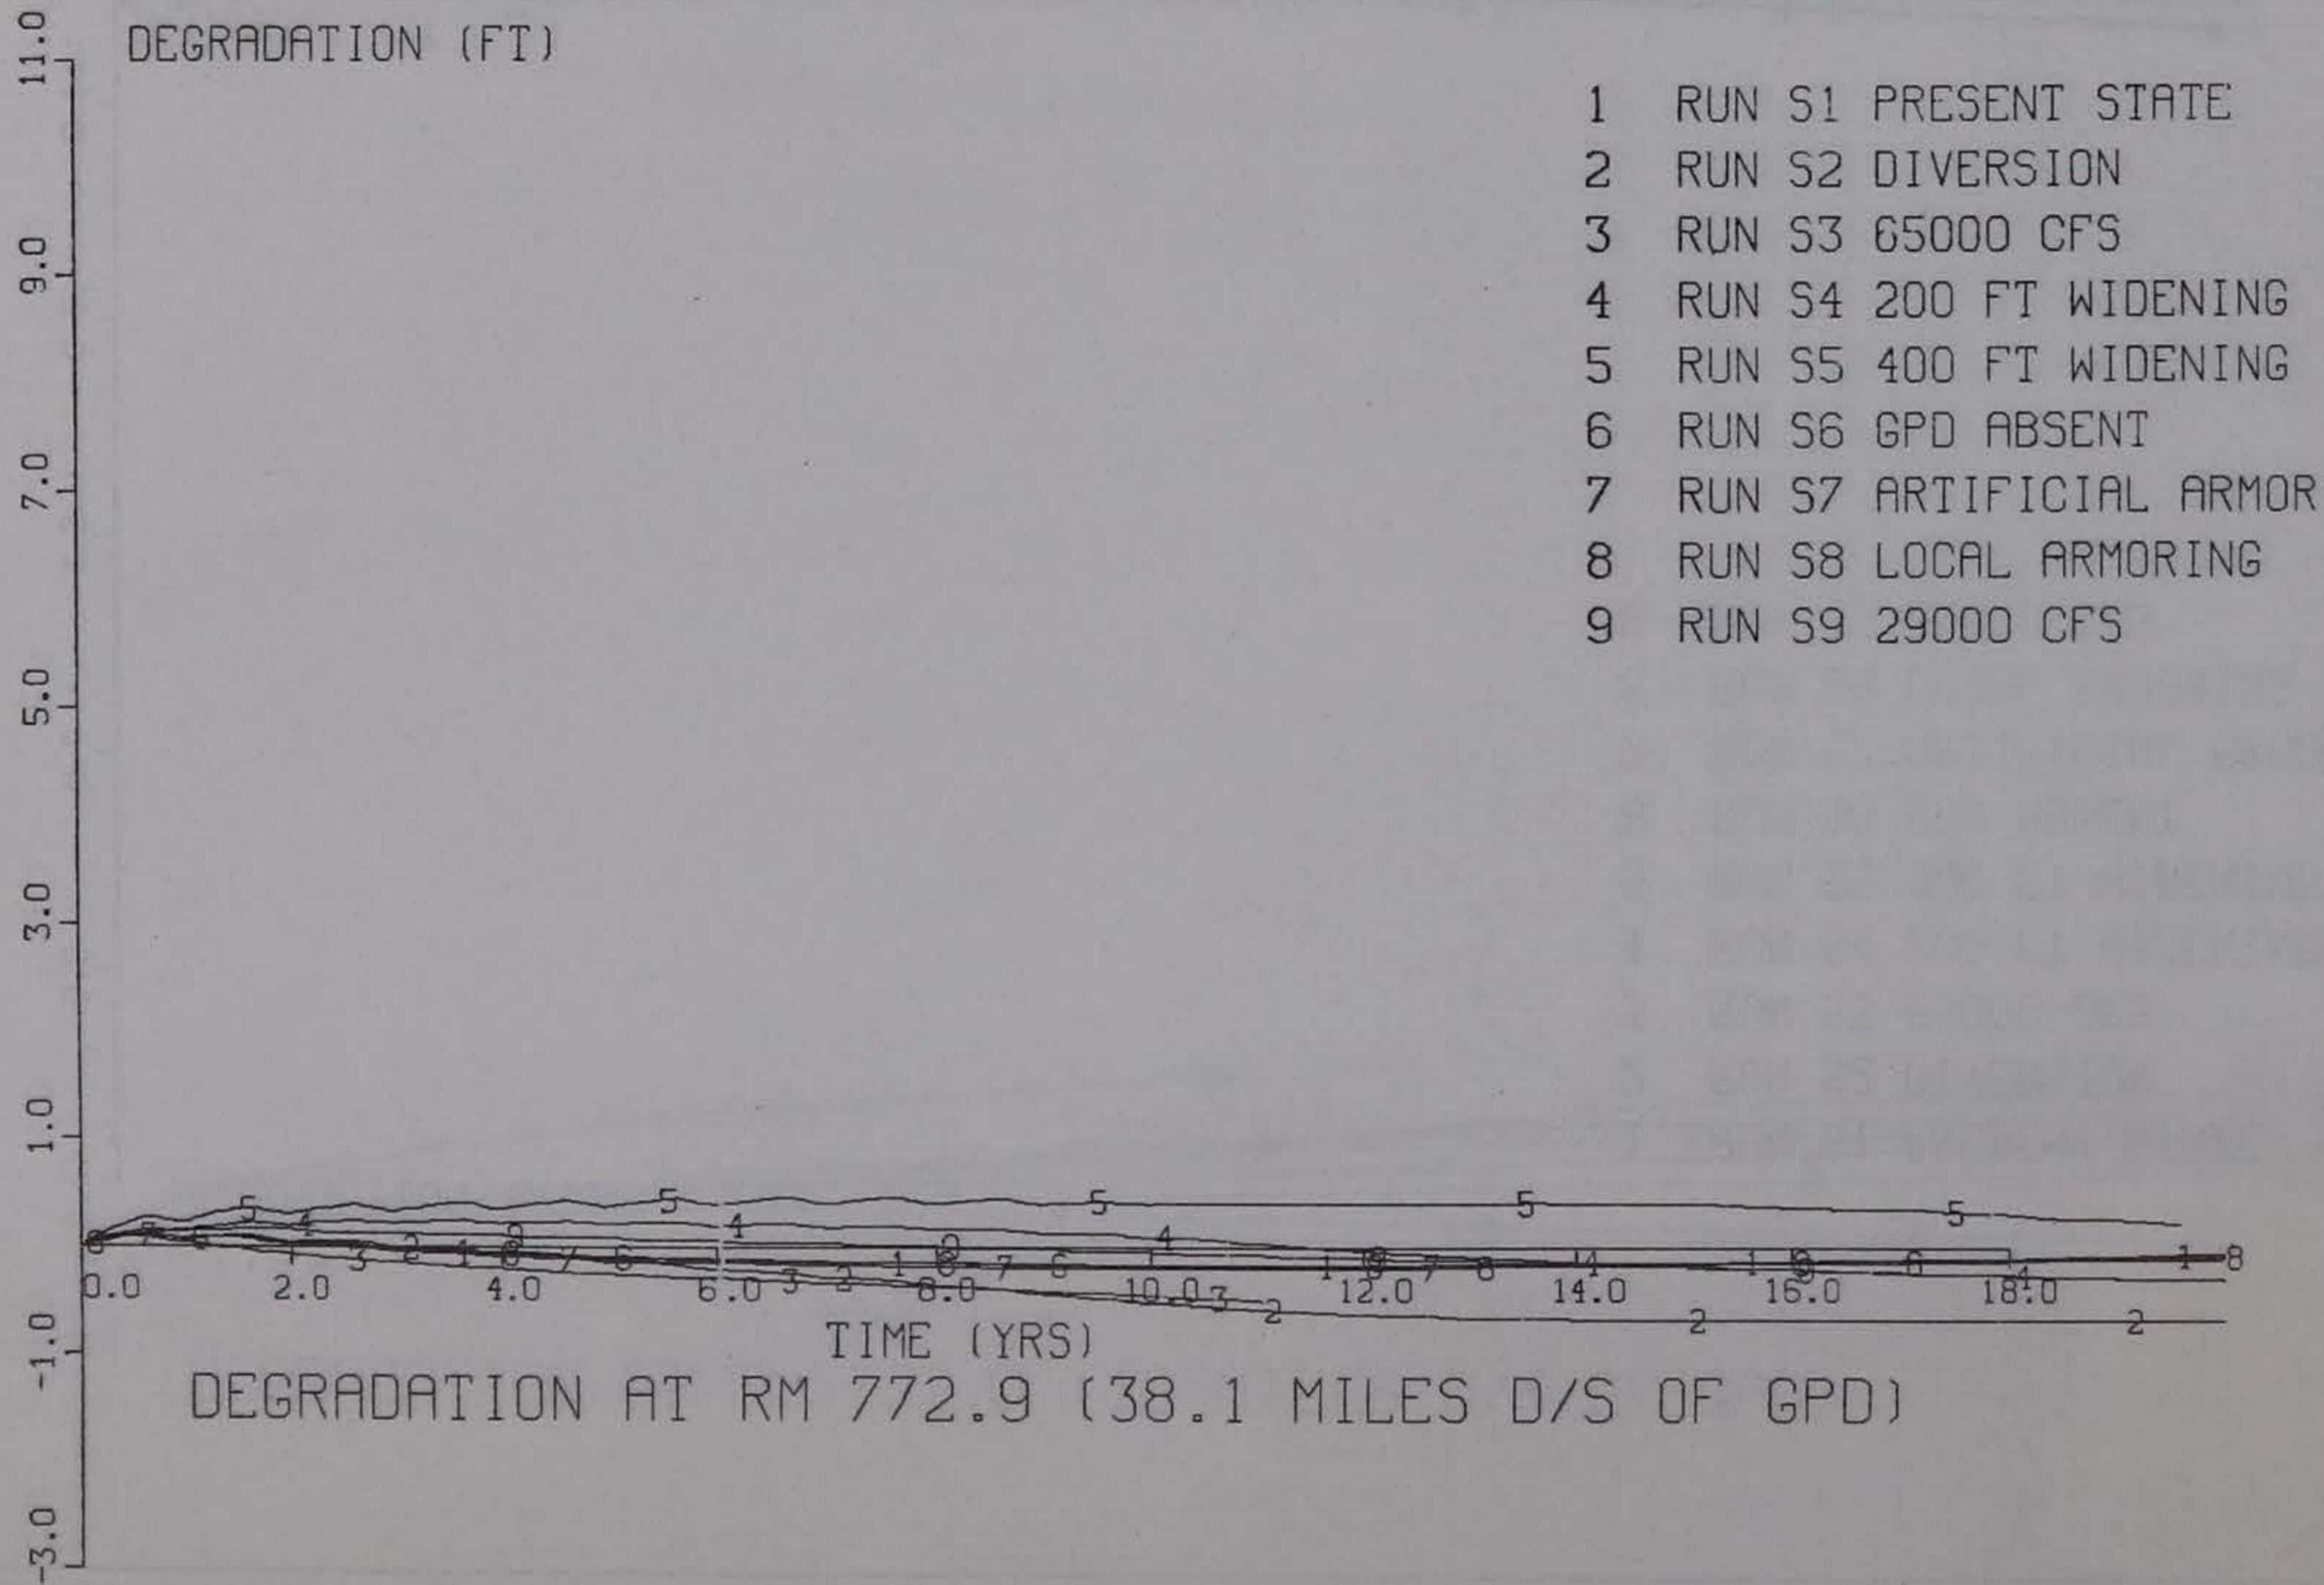 DEGRADATION (FT)
11.0
9.0
7.0
5.0
3.0
1.0
-1.0
-3.0
1 RUN S1 PRESENT STATE
2 RUN S2 DIVERSION
3 RUN S3 65000 CFS
4 RUN S4 200 FT WIDENING
5 RUN S5 400 FT WIDENING
6 RUN S6 GPD ABSENT
7 RUN S7 ARTIFICIAL ARMOR
8 RUN S8 LOCAL ARMORING
9 RUN S9 29000 CFS
0.0 2.0 4.0 6.0 8.0 10.0 12.0 14.0 16.0 18.0
TIME (YRS)
DEGRADATION AT RM 772.9 (38.1 MILES D/S OF GPD)